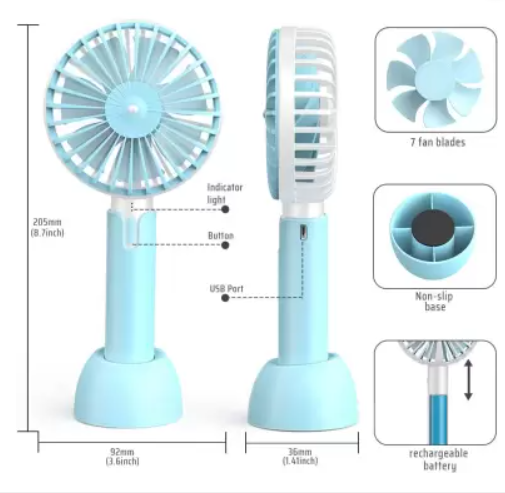 7 fan blades
Indicator
light
205mm
(8.7inch)
Button
USB Port
Non-slip
base
92mm
(3.6inch)
36mm
(1.41inch)
rechargeable
battery